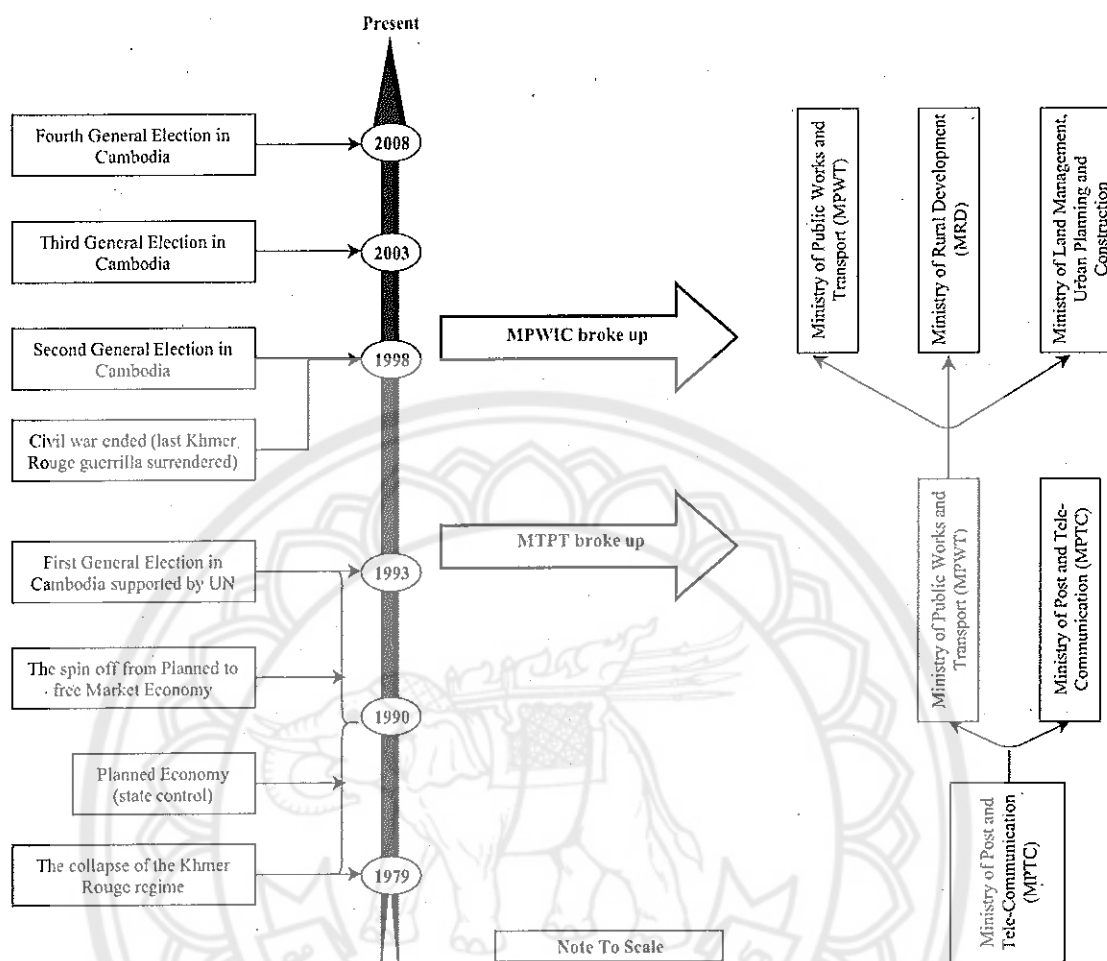 Present
Fourth General Election in
Cambodia
2008
Third General Election in
Cambodia
2003
Second General Election in
Cambodia
1998
Civil war ended (last Khmer
Rouge guerrilla surrendered)
First General Election in
Cambodia supported by UN
1993
The spin off from Planned to
free Market Economy
1990
Planned Economy
(state control)
The collapse of the Khmer
Rouge regime
1979
MPWIC broke up
MTPT broke up
Note To Scale
Ministry of Public Works and
Transport (MPWT)
Ministry of Rural Development
(MRD)
Ministry of Land Management,
Urban Planning and
Construction
Ministry of Public Works and
Transport (MPWT)
Ministry of Post and Tele-
Communication (MPTC)
Ministry of Post and
Tele-Communication
(MPTC)